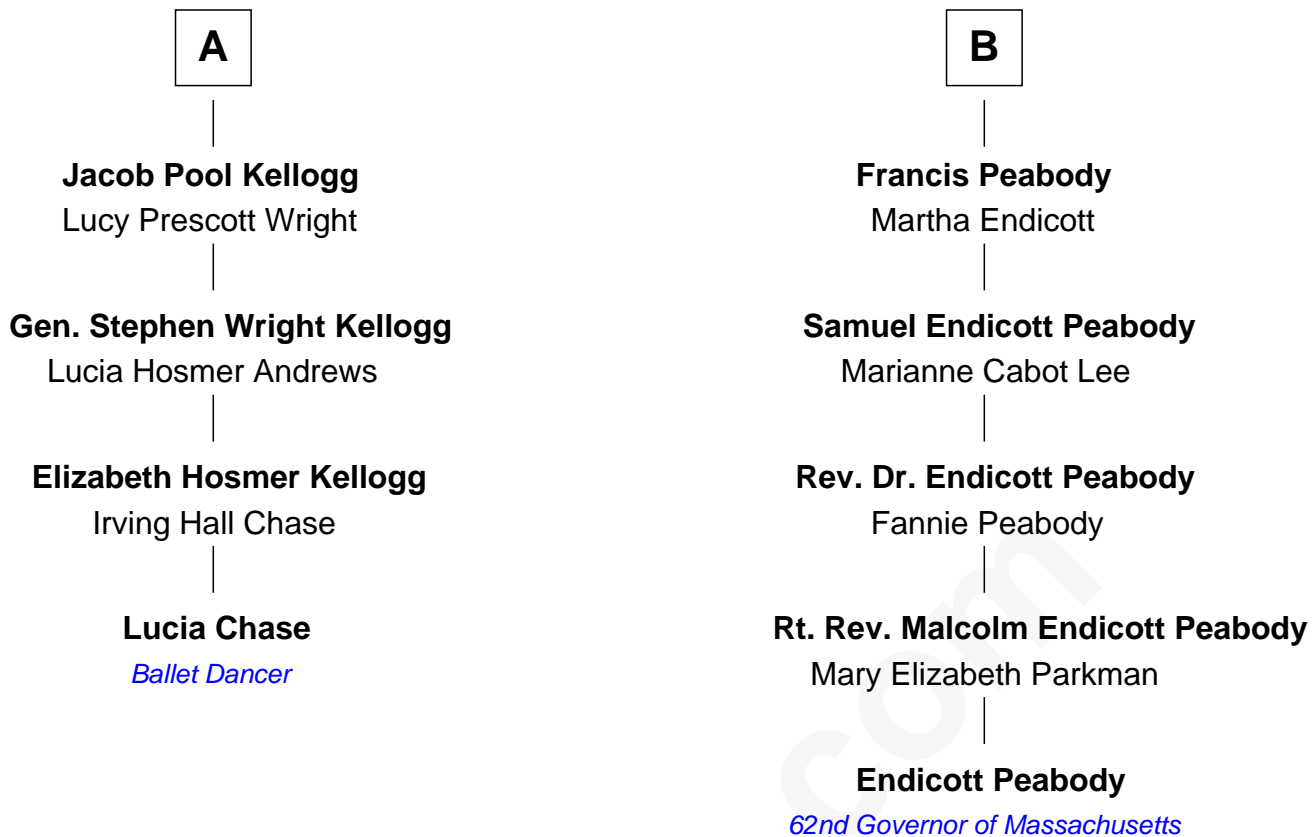 A
Jacob Pool Kellogg
Lucy Prescott Wright
Gen. Stephen Wright Kellogg
Lucia Hosmer Andrews
Elizabeth Hosmer Kellogg
Irving Hall Chase
Lucia Chase
Ballet Dancer
B
Francis Peabody
Martha Endicott
Samuel Endicott Peabody
Marianne Cabot Lee
Rev. Dr. Endicott Peabody
Fannie Peabody
Rt. Rev. Malcolm Endicott Peabody
Mary Elizabeth Parkman
Endicott Peabody
62nd Governor of Massachusetts
com